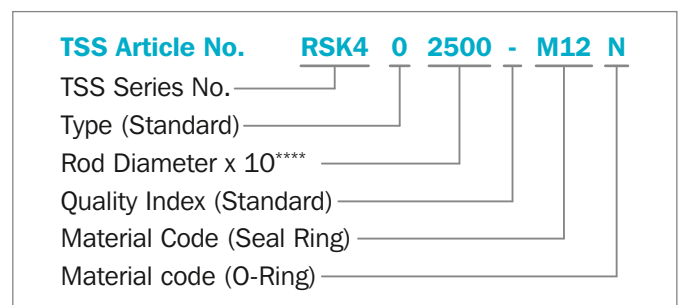 TSS Article No. RSK4 0 2500 - M12 N
TSS Series No.
Type (Standard)
Rod Diameter x 10****
Quality Index (Standard)
Material Code (Seal Ring)
Material code (O-Ring)